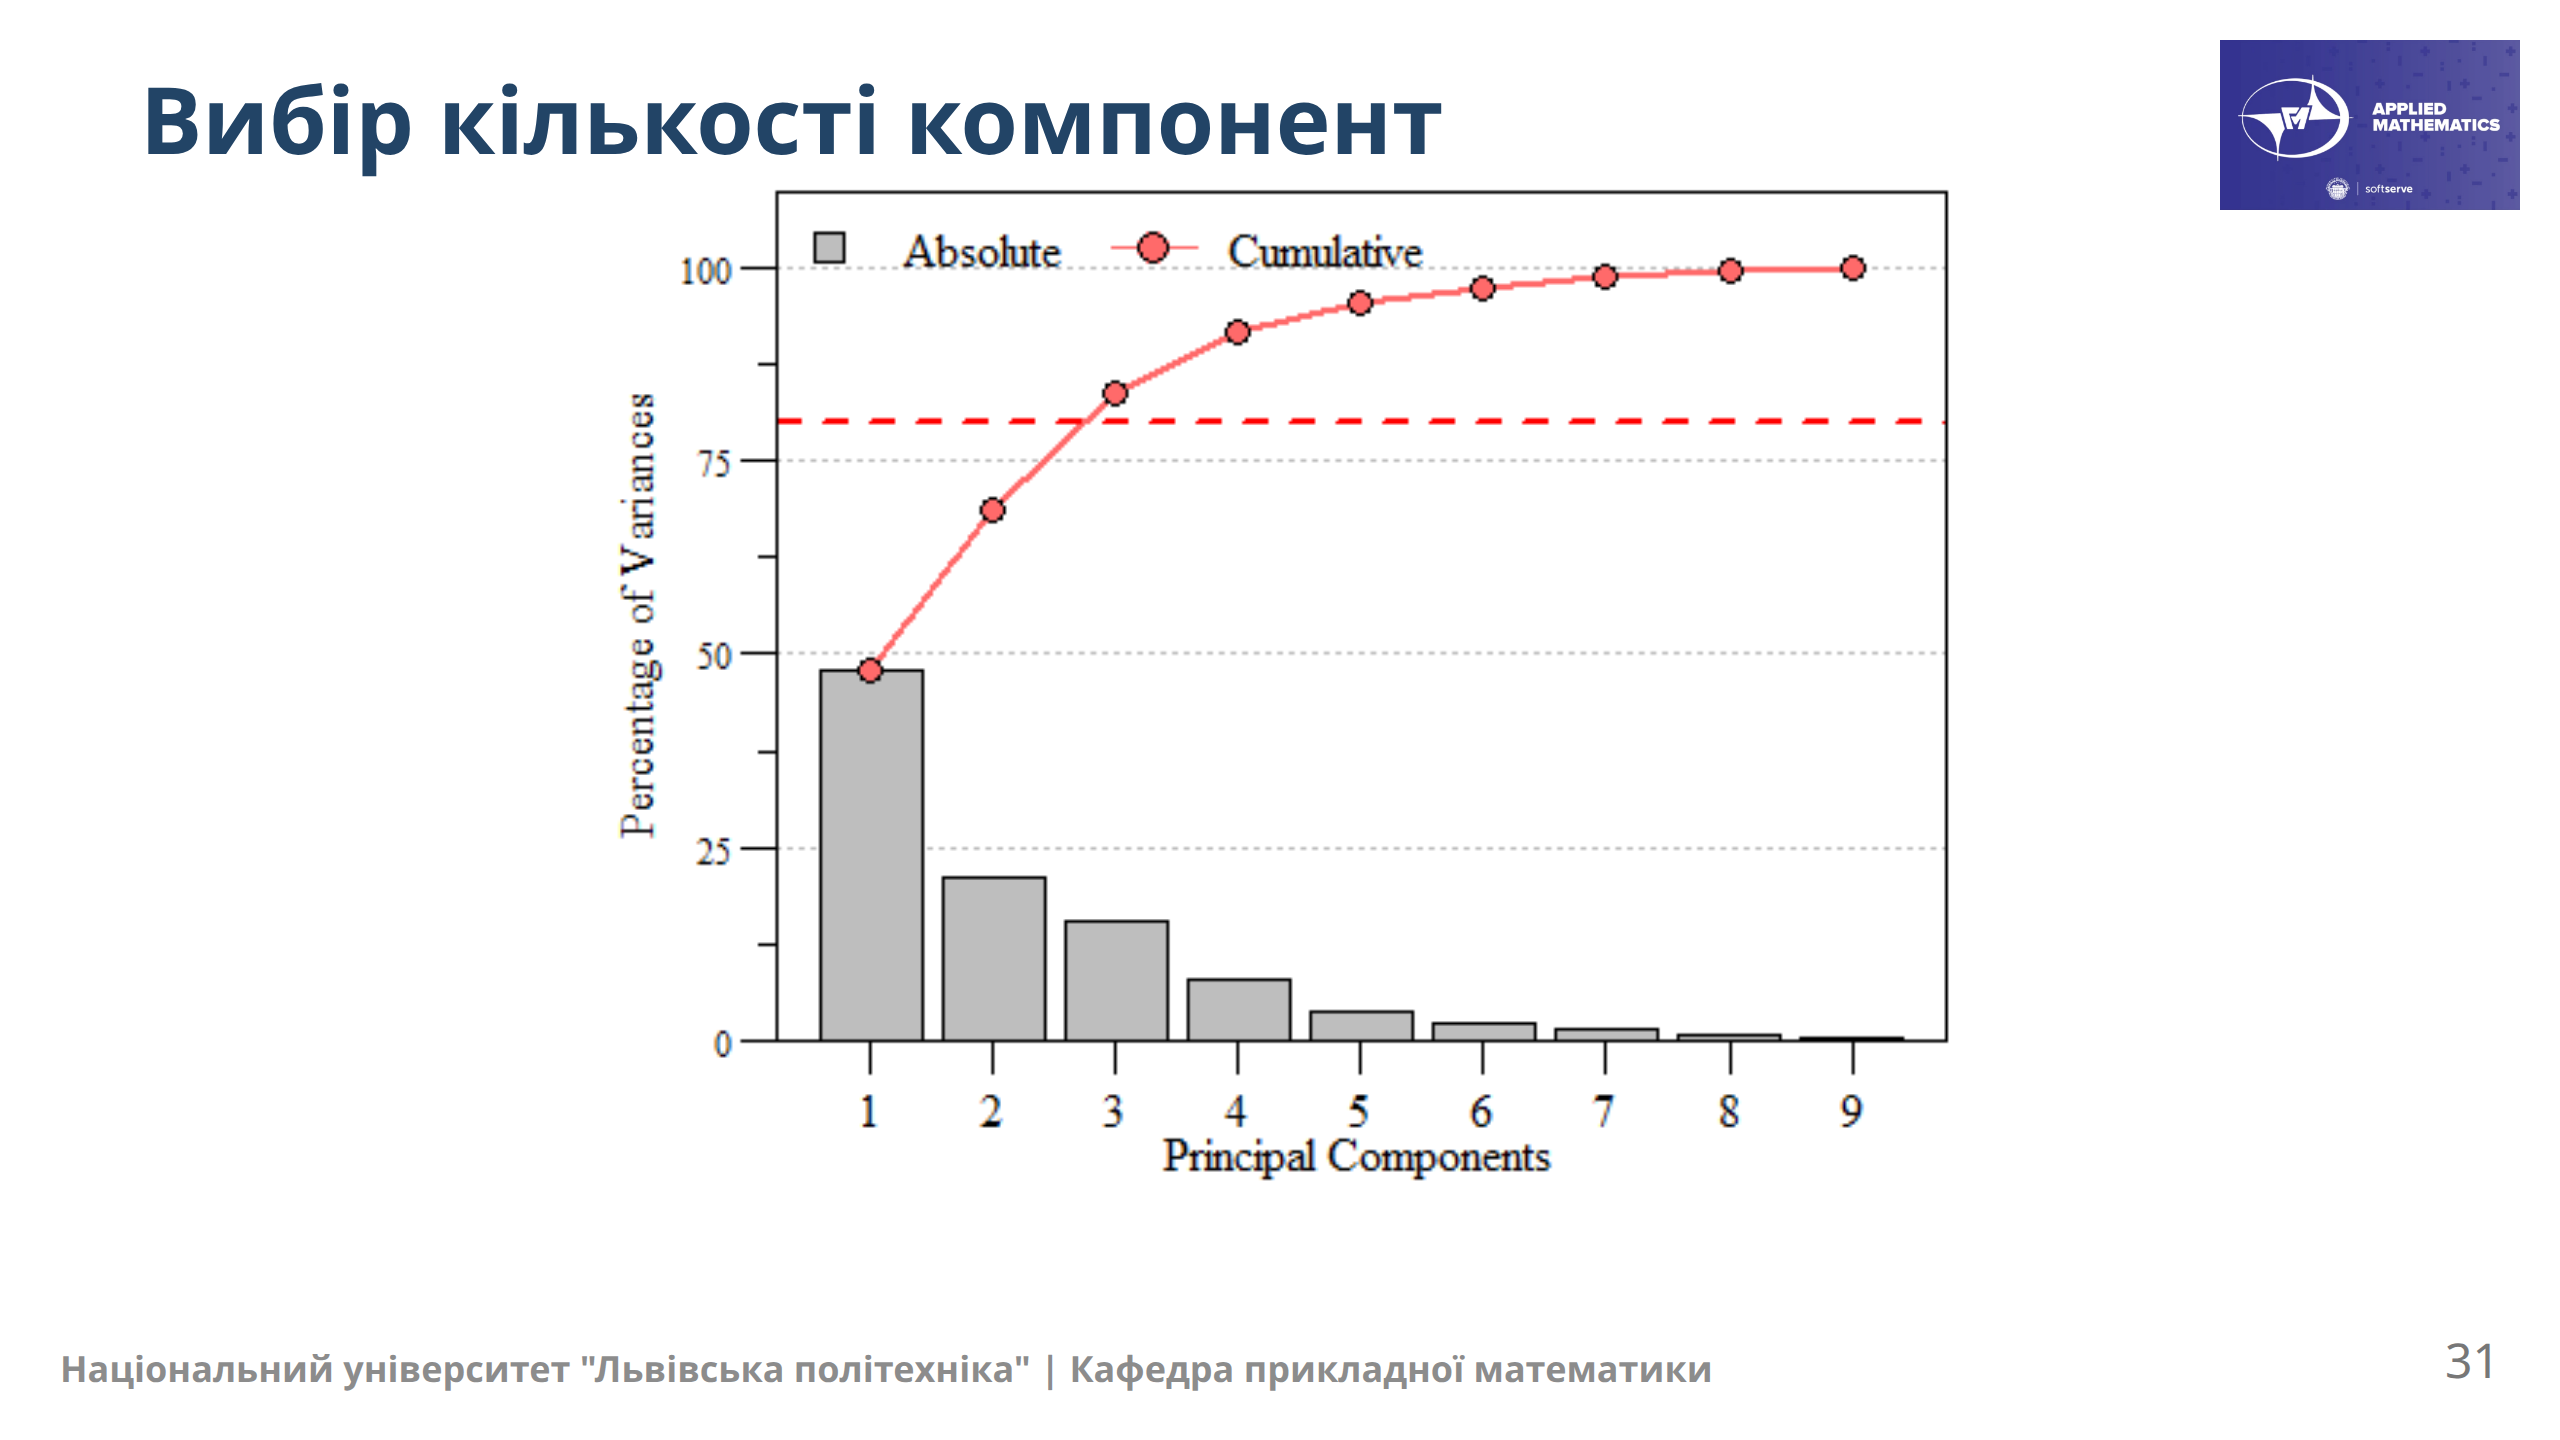 Вибір кількості компонент
APPLIED
MATHEMATICS
softserve
Absolute
Cumulative
100
75
50
25
0
Percentage of Variances
1 2 3 4 5 6 7 8 9
Principal Components
Національний університет "Львівська політехніка" | Кафедра прикладної математики
31